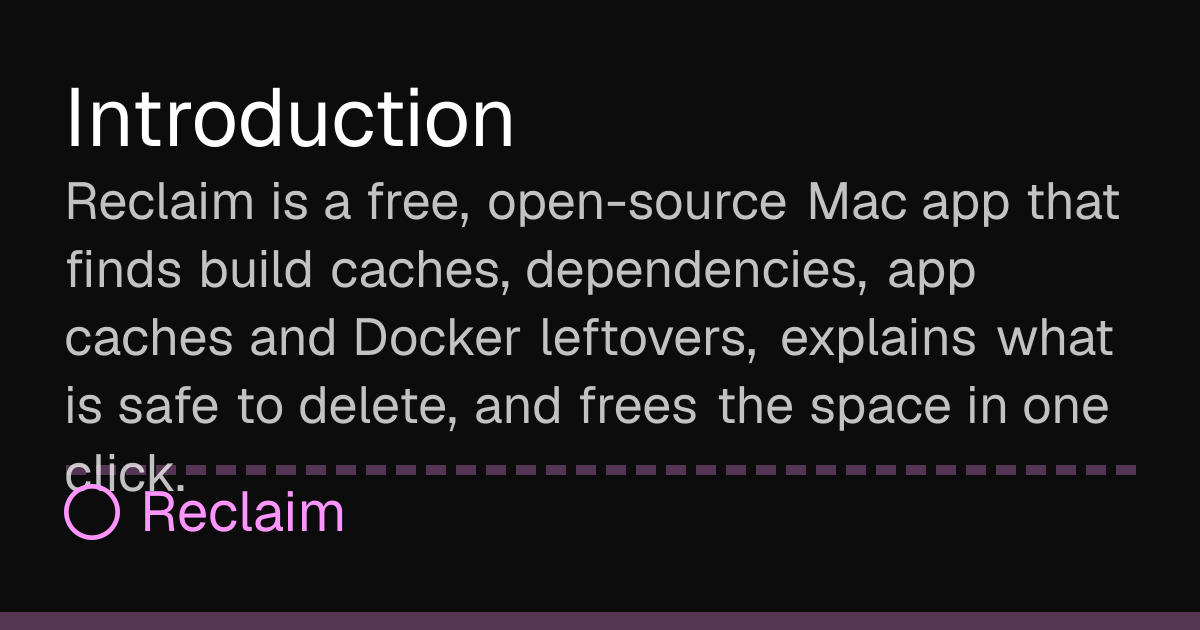 Introduction
Reclaim is a free, open-source Mac app that
finds build caches, dependencies, app
caches and Docker leftovers, explains what
is safe to delete, and frees the space in one
click.
Reclaim